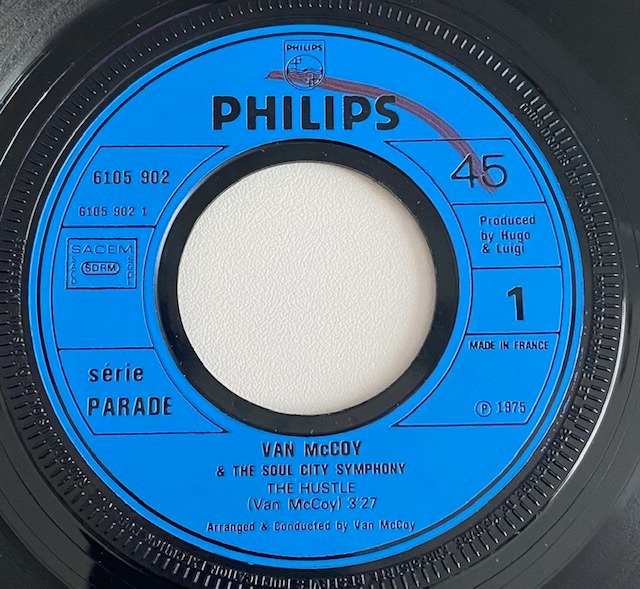 PHILIPS
PHILIPS
6105 902
6105 902 1
45
Produced
by Hugo
& Luigi
SACEM
SACD
SDRM
SGDL
1
MADE IN FRANCE
série
PARADE
℗ 1975
VAN McCOY
& THE SOUL CITY SYMPHONY
THE HUSTLE
(Van McCoy) 3'27
Arranged & Conducted by Van McCoy